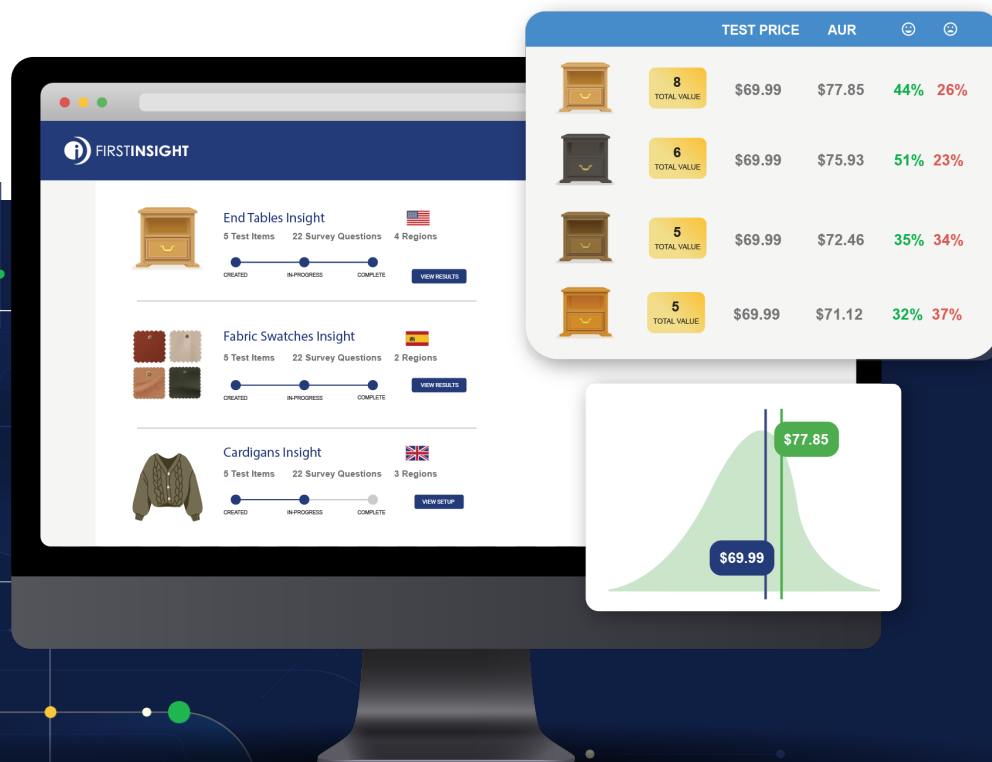 TEST PRICE AUR
8
TOTAL VALUE
$69.99 $77.85 44% 26%
6
TOTAL VALUE
$69.99 $75.93 51% 23%
5
TOTAL VALUE
$69.99 $72.46 35% 34%
5
TOTAL VALUE
$69.99 $71.12 32% 37%
FIRSTINSIGHT
End Tables Insight
5 Test Items 22 Survey Questions 4 Regions
CREATED IN-PROGRESS COMPLETE
VIEW RESULTS
Fabric Swatches Insight
5 Test Items 22 Survey Questions 2 Regions
CREATED IN-PROGRESS COMPLETE
VIEW RESULTS
Cardigans Insight
5 Test Items 22 Survey Questions 3 Regions
CREATED IN-PROGRESS COMPLETE
VIEW SETUP
$77.85
$69.99